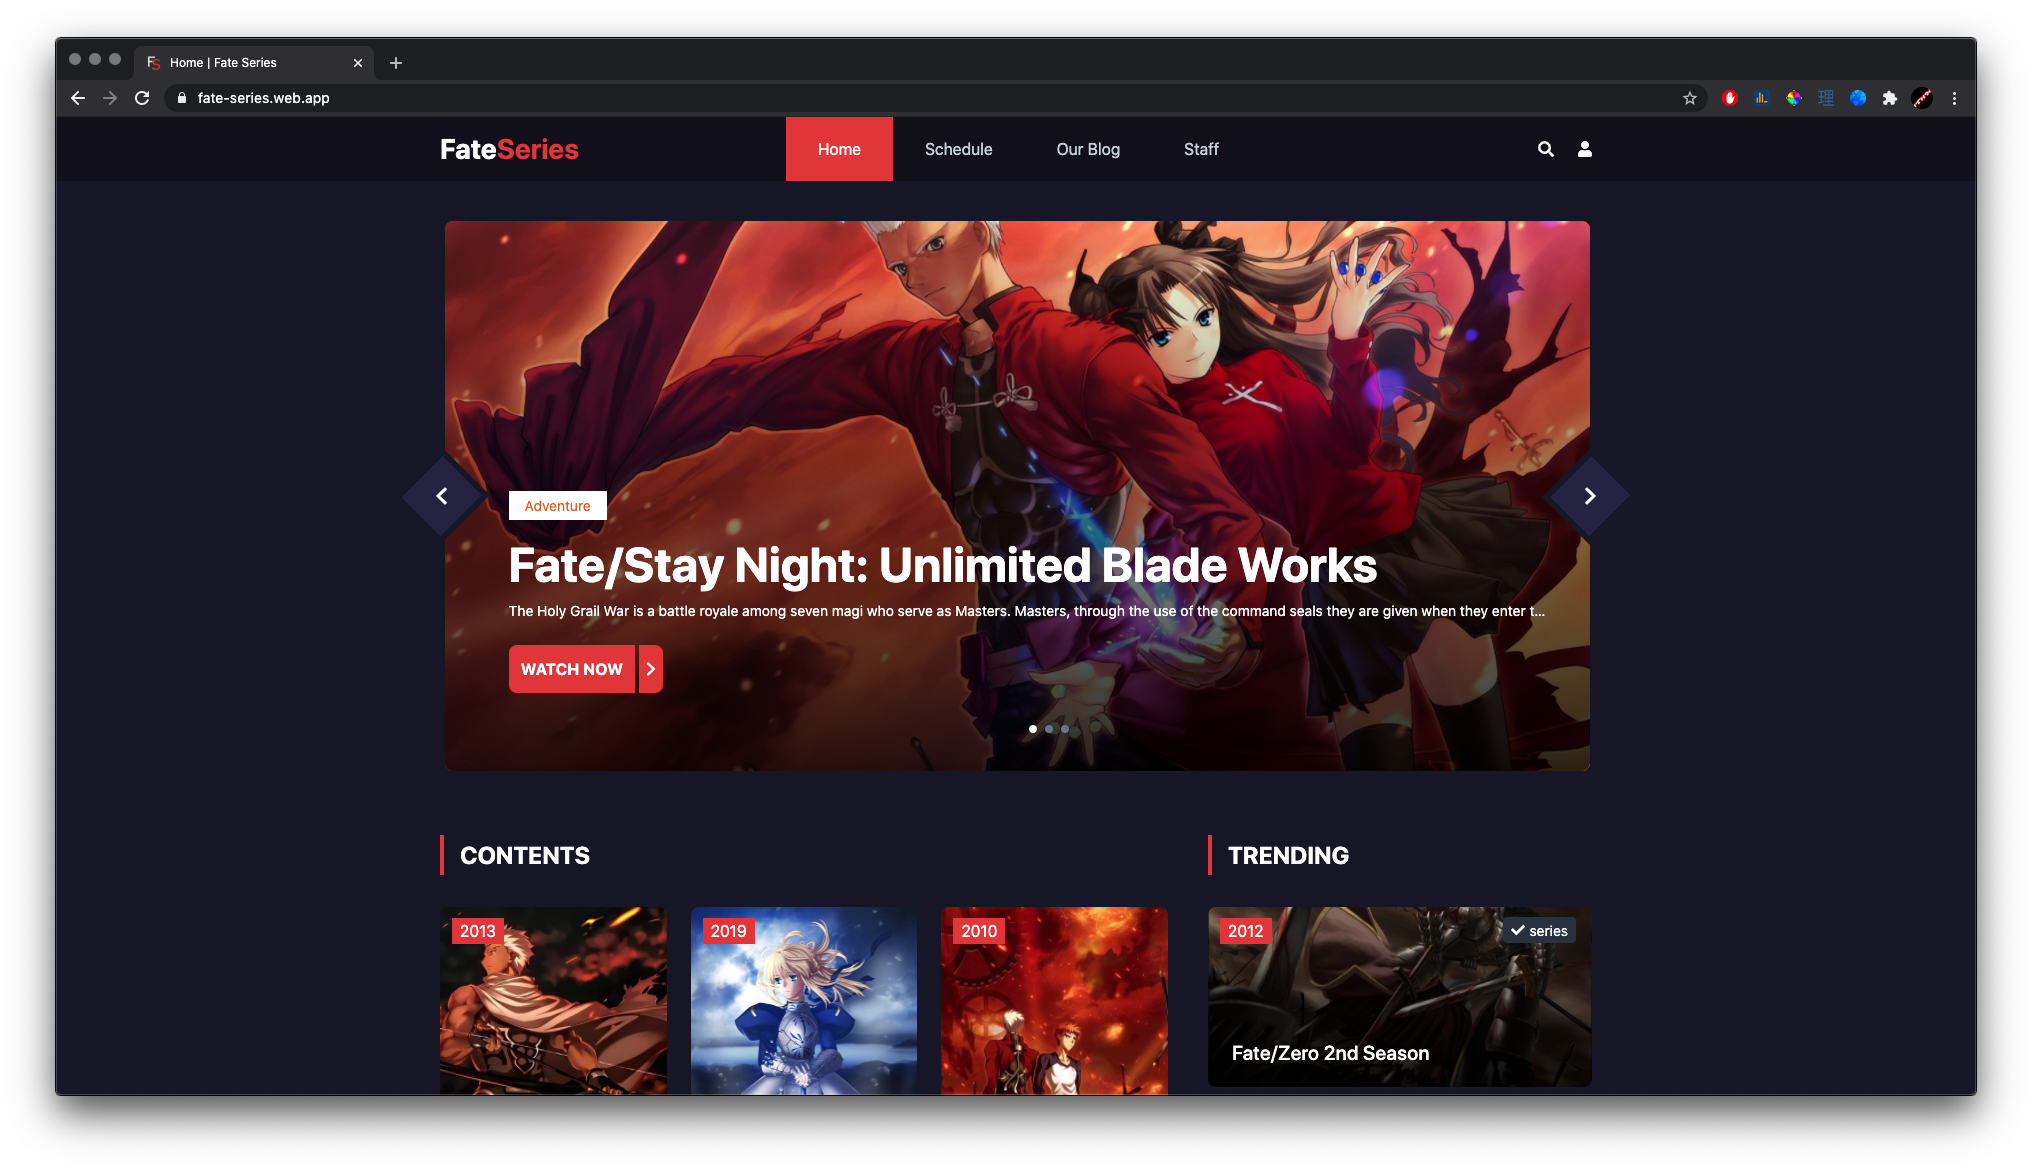 Home | Fate Series
fate-series.web.app
FateSeries
Home
Schedule
Our Blog
Staff
Adventure
Fate/Stay Night: Unlimited Blade Works
The Holy Grail War is a battle royale among seven magi who serve as Masters. Masters, through the use of the command seals they are given when they enter t...
WATCH NOW
CONTENTS
TRENDING
2013
2019
2010
2012
series
Fate/Zero 2nd Season